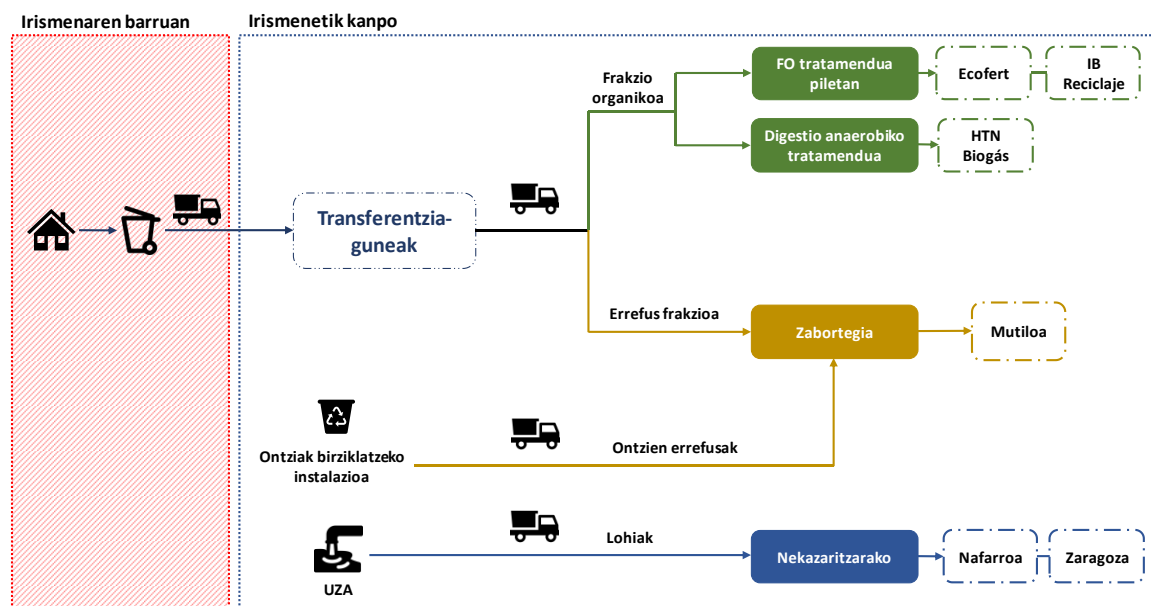 Irismenaren barruan
Irismenetik kanpo
Frakzio
organikoa
FO tratamendua
piletan
Ecofert
IB
Reciclaje
Digestio anaerobiko
tratamendua
HTN
Biogás
Transferentzia-
guneak
Errefus frakzioa
Zabortegia
Mutiloa
Ontziak birziklatzeko
instalazioa
Ontzien errefusak
UZA
Lohiak
Nekazaritzarako
Nafarroa
Zaragoza